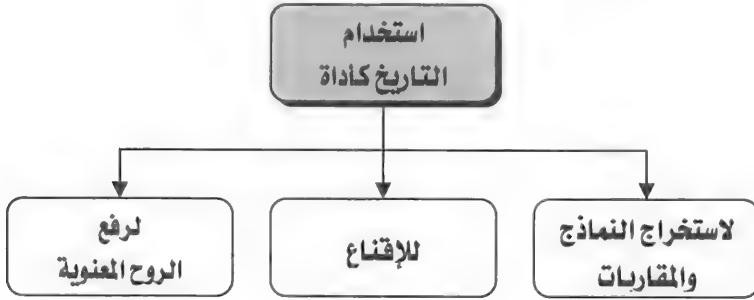 استخدام
التاريخ كأداة
لاستخراج النماذج
والمقاربات
للإقناع
لرفع
الروح المعنوية